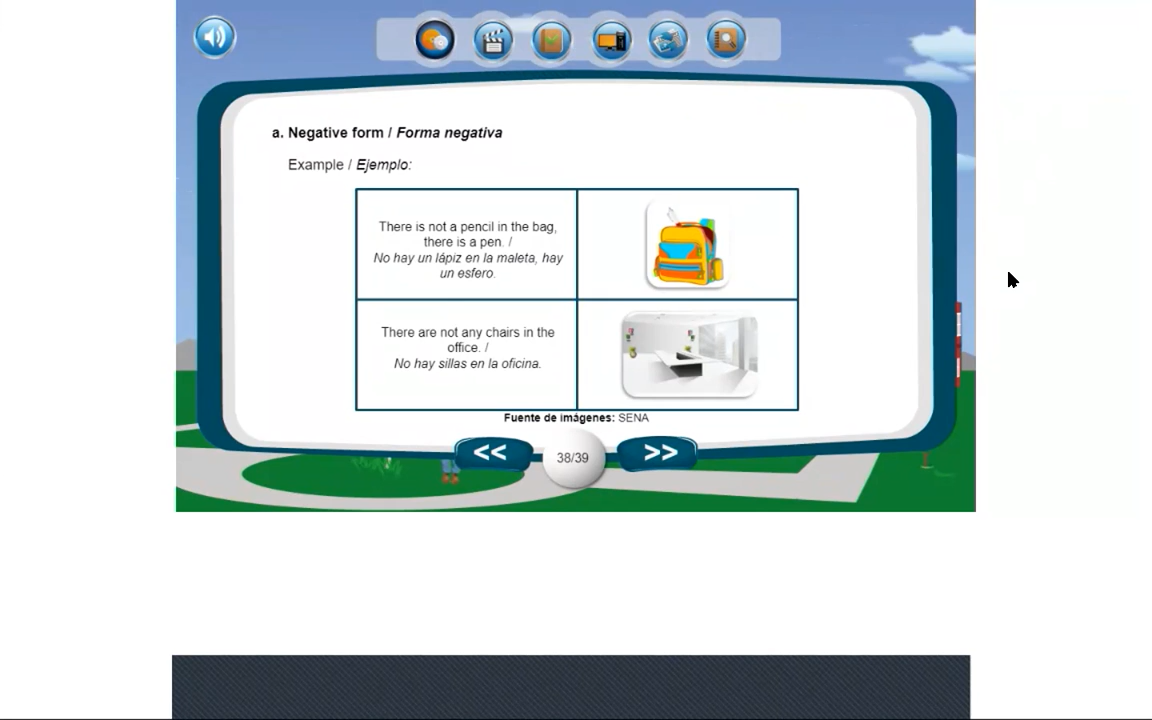 a. Negative form / Forma negativa
Example / Ejemplo:
There is not a pencil in the bag,
there is a pen. /
No hay un lápiz en la maleta, hay
un esfero.
There are not any chairs in the
office. /
No hay sillas en la oficina.
Fuente de imágenes: SENA
<< 38/39 >>